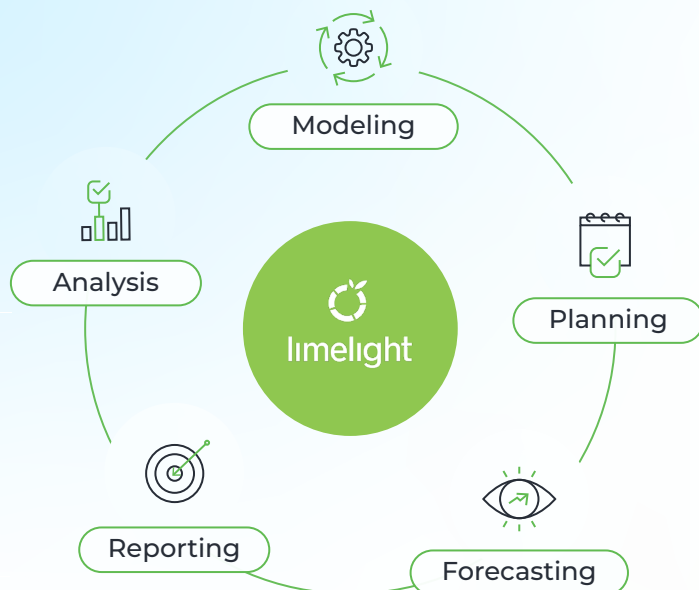 Modeling
Analysis
Planning
limelight
Reporting
Forecasting